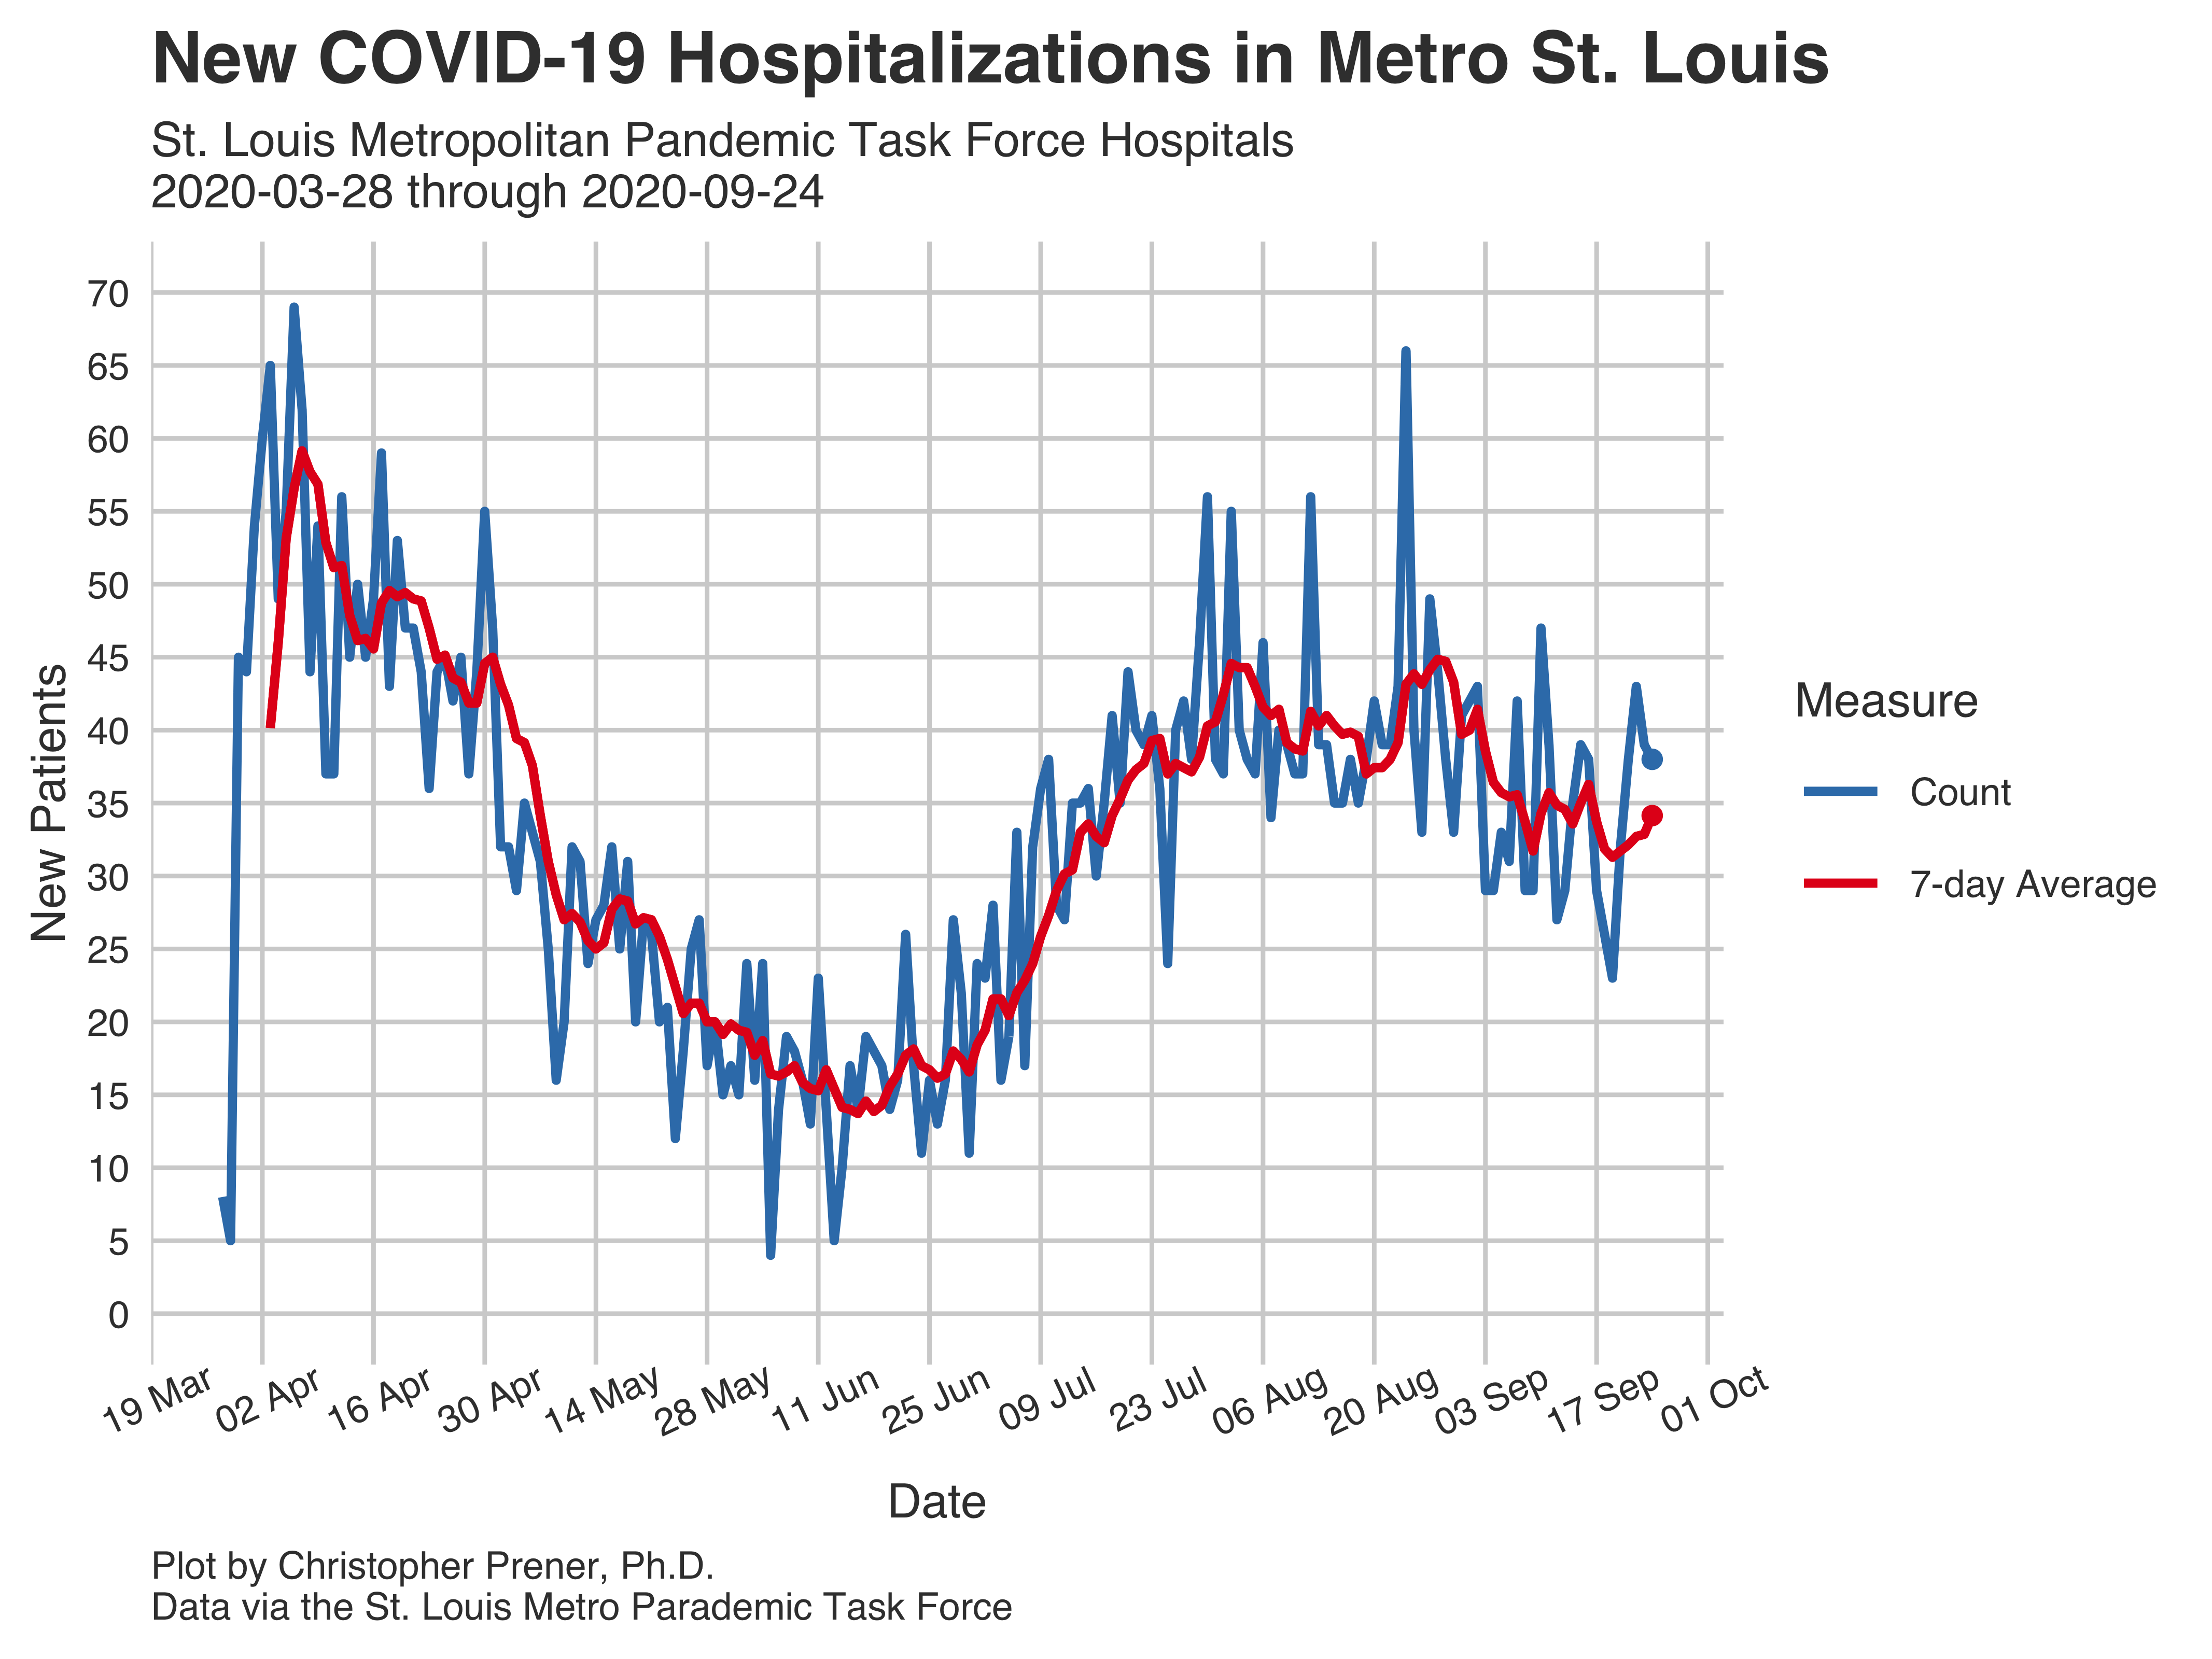 New COVID-19 Hospitalizations in Metro St. Louis
St. Louis Metropolitan Pandemic Task Force Hospitals
2020-03-28 through 2020-09-24
70
65
60
55
50
45
40
35
30
25
20
15
10
5
0
New Patients
19 Mar
02 Apr
16 Apr
30 Apr
14 May
28 May
11 Jun
25 Jun
09 Jul
23 Jul
06 Aug
20 Aug
03 Sep
17 Sep
01 Oct
Date
Measure
Count
7-day Average
Plot by Christopher Prener, Ph.D.
Data via the St. Louis Metro Parademic Task Force